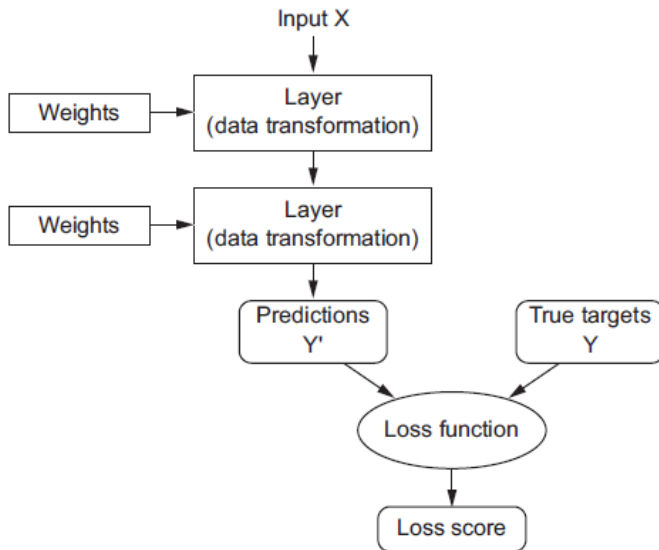 Input X
Weights
Layer
(data transformation)
Weights
Layer
(data transformation)
Predictions
Y'
True targets
Y
Loss function
Loss score